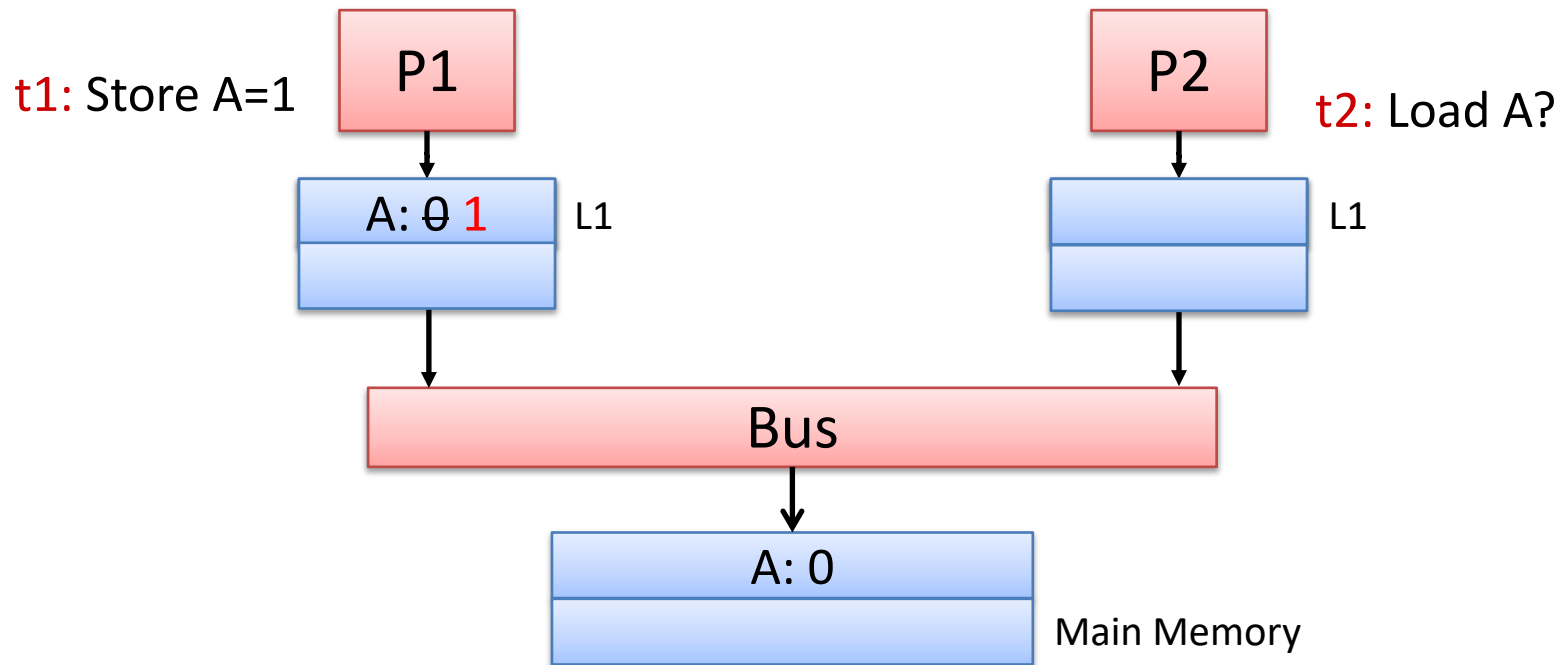 P1
P2
t1: Store A=1
t2: Load A?
A: 0 1
L1
L1
Bus
A: 0
Main Memory